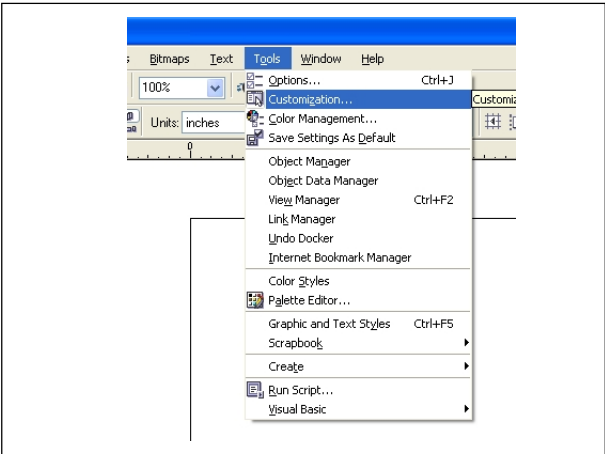 s Bitmaps Text Tools Window Help
100%
Options... Ctrl+J
Customization...
Customiz
Units: inches
Color Management...
Save Settings As Default
0
Object Manager
Object Data Manager
View Manager Ctrl+F2
Link Manager
Undo Docker
Internet Bookmark Manager
Color Styles
Palette Editor...
Graphic and Text Styles Ctrl+F5
Scrapbook
Create
Run Script...
Visual Basic